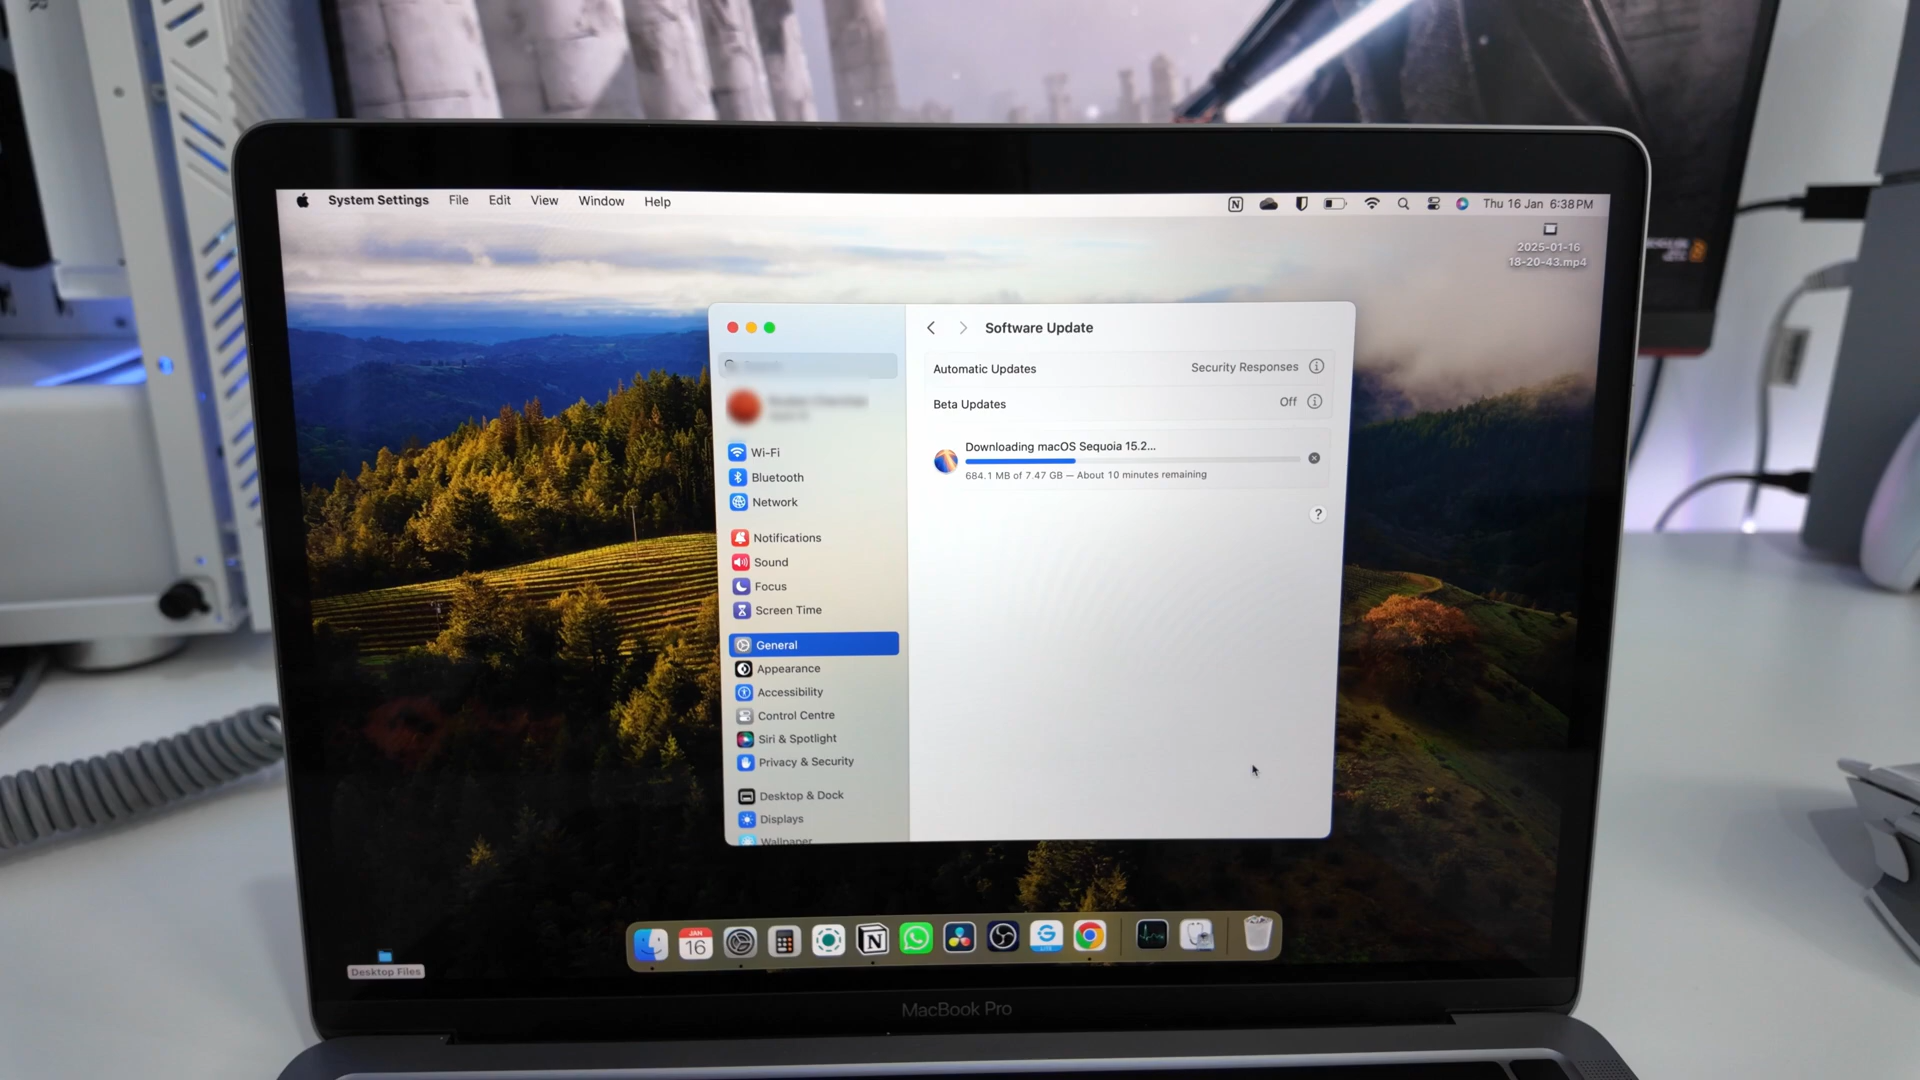 System Settings File Edit View Window Help
Thu 16 Jan 6:38PM
2025-01-16
18-20-43.mp4
Software Update
Automatic Updates Security Responses
Beta Updates Off
Downloading macOS Sequoia 15.2...
684.1 MB of 7.47 GB — About 10 minutes remaining
?
Wi-Fi
Bluetooth
Network
Notifications
Sound
Focus
Screen Time
General
Appearance
Accessibility
Control Centre
Siri & Spotlight
Privacy & Security
Desktop & Dock
Displays
Wallpaper
JAN
16
Desktop Files
MacBook Pro